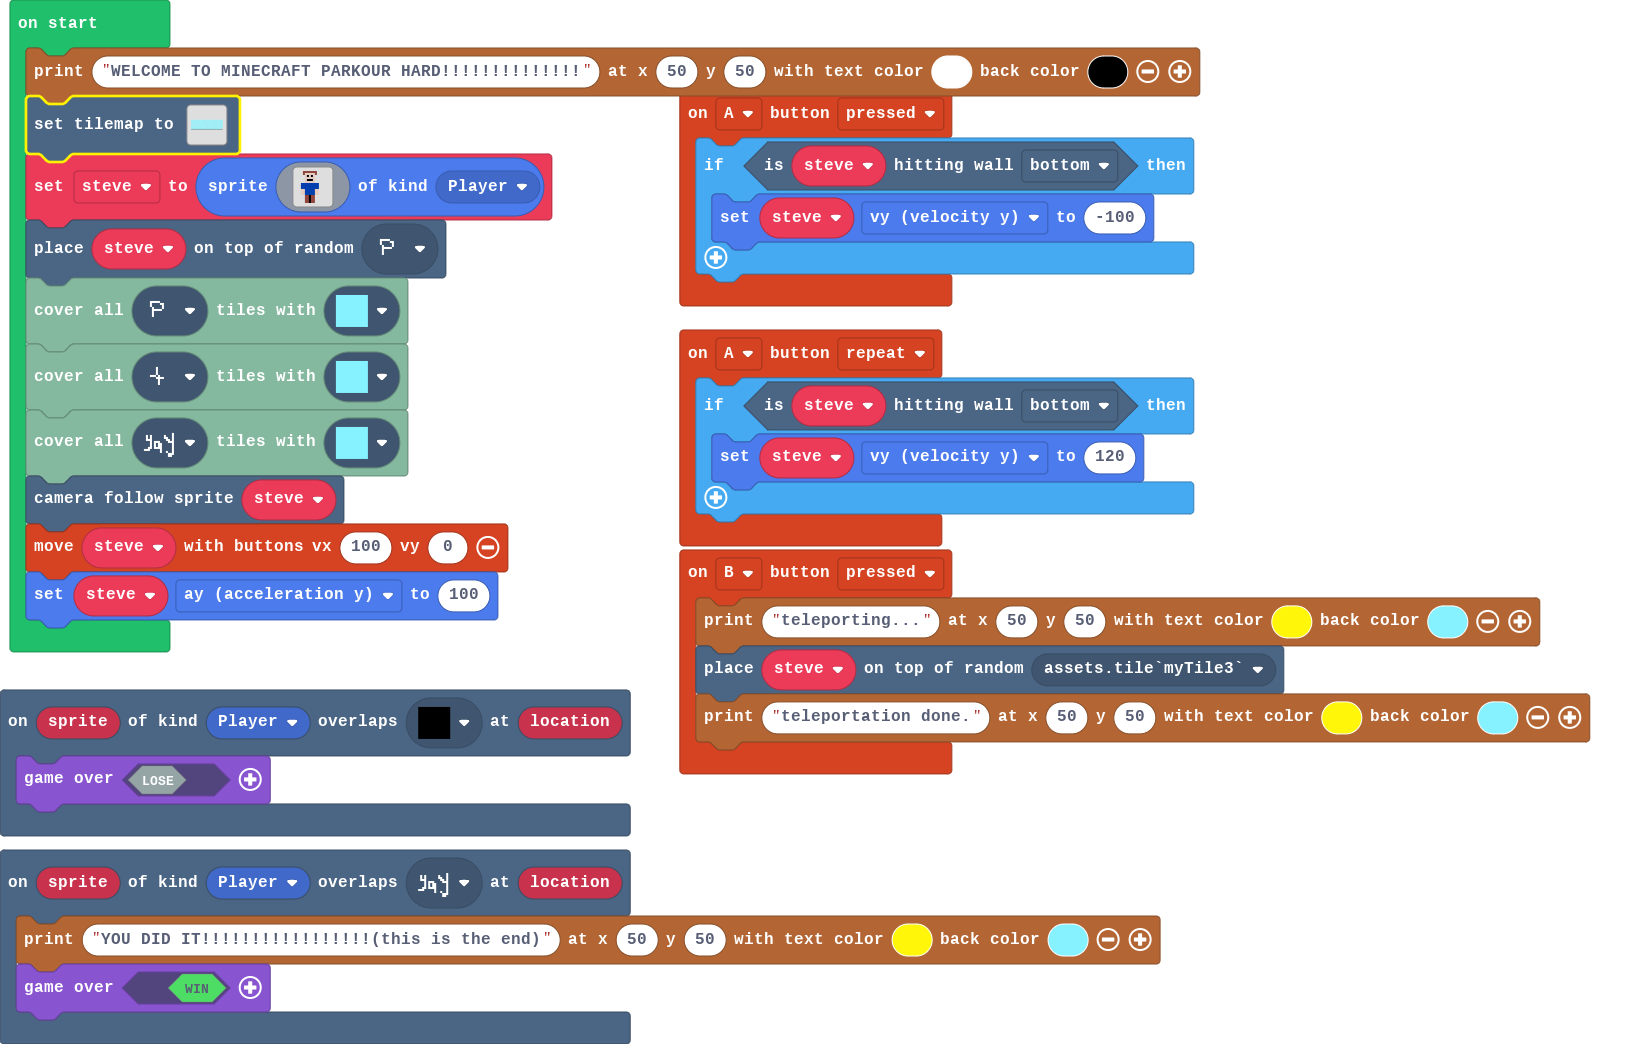 on start
print "WELCOME TO MINECRAFT PARKOUR HARD!!!!!!!!!!!!!!" at x 50 y 50 with text color back color
set tilemap to
set steve to sprite of kind Player
place steve on top of random
cover all tiles with
cover all tiles with
cover all yay tiles with
camera follow sprite steve
move steve with buttons vx 100 vy 0
set steve ay (acceleration y) to 100
on sprite of kind Player overlaps at location
game over LOSE
on sprite of kind Player overlaps yay at location
print "YOU DID IT!!!!!!!!!!!!!!!!!(this is the end)" at x 50 y 50 with text color back color
game over WIN
on A button pressed
if is steve hitting wall bottom then
set steve vy (velocity y) to -100
on A button repeat
if is steve hitting wall bottom then
set steve vy (velocity y) to 120
on B button pressed
print "teleporting..." at x 50 y 50 with text color back color
place steve on top of random assets.tile`myTile3`
print "teleportation done." at x 50 y 50 with text color back color